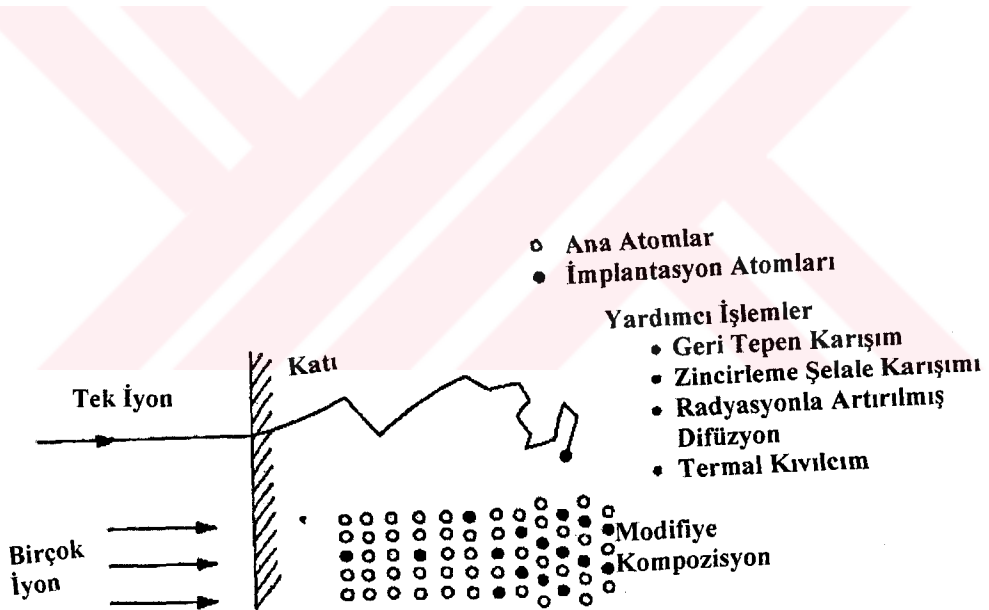 Ana Atomlar
İmplantasyon Atomları
Yardımcı İşlemler
• Geri Tepen Karışım
• Zincirleme Şelale Karışımı
• Radyasyonla Artırılmış
Difüzyon
• Termal Kıvılcım
Katı
Tek İyon
Birçok
İyon
Modifiye
Kompozisyon